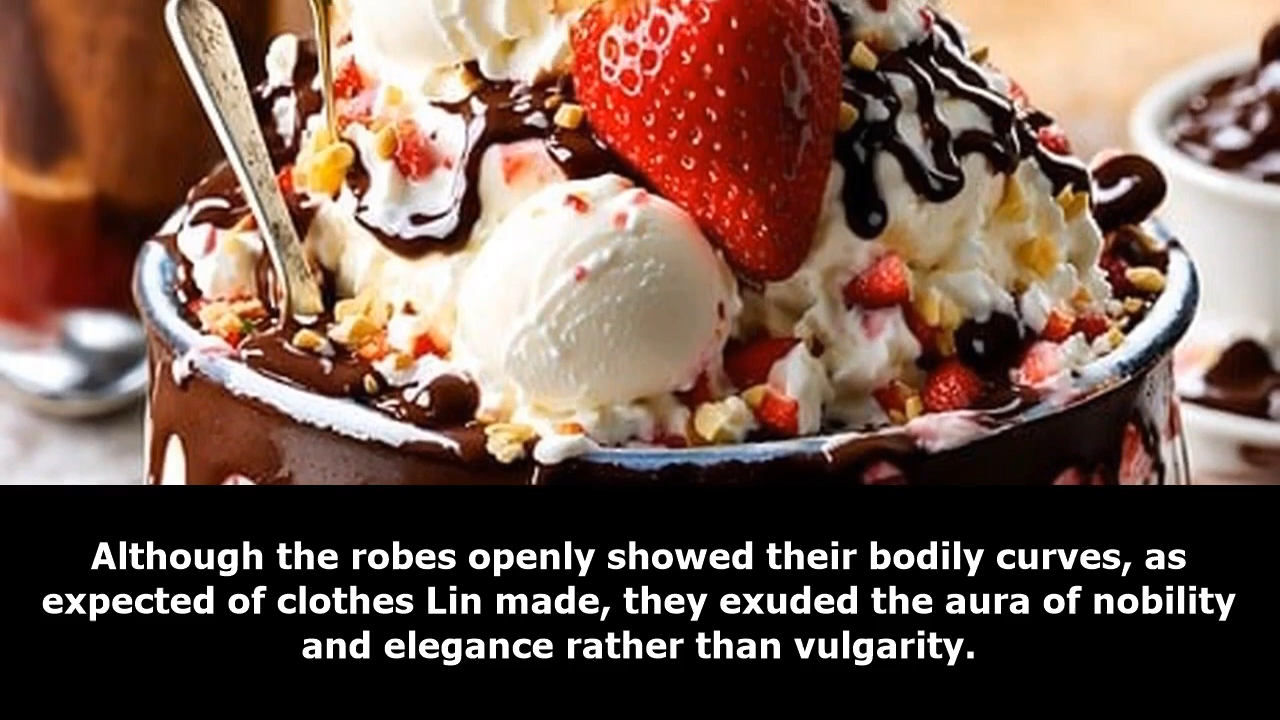 Although the robes openly showed their bodily curves, as
expected of clothes Lin made, they exuded the aura of nobility
and elegance rather than vulgarity.